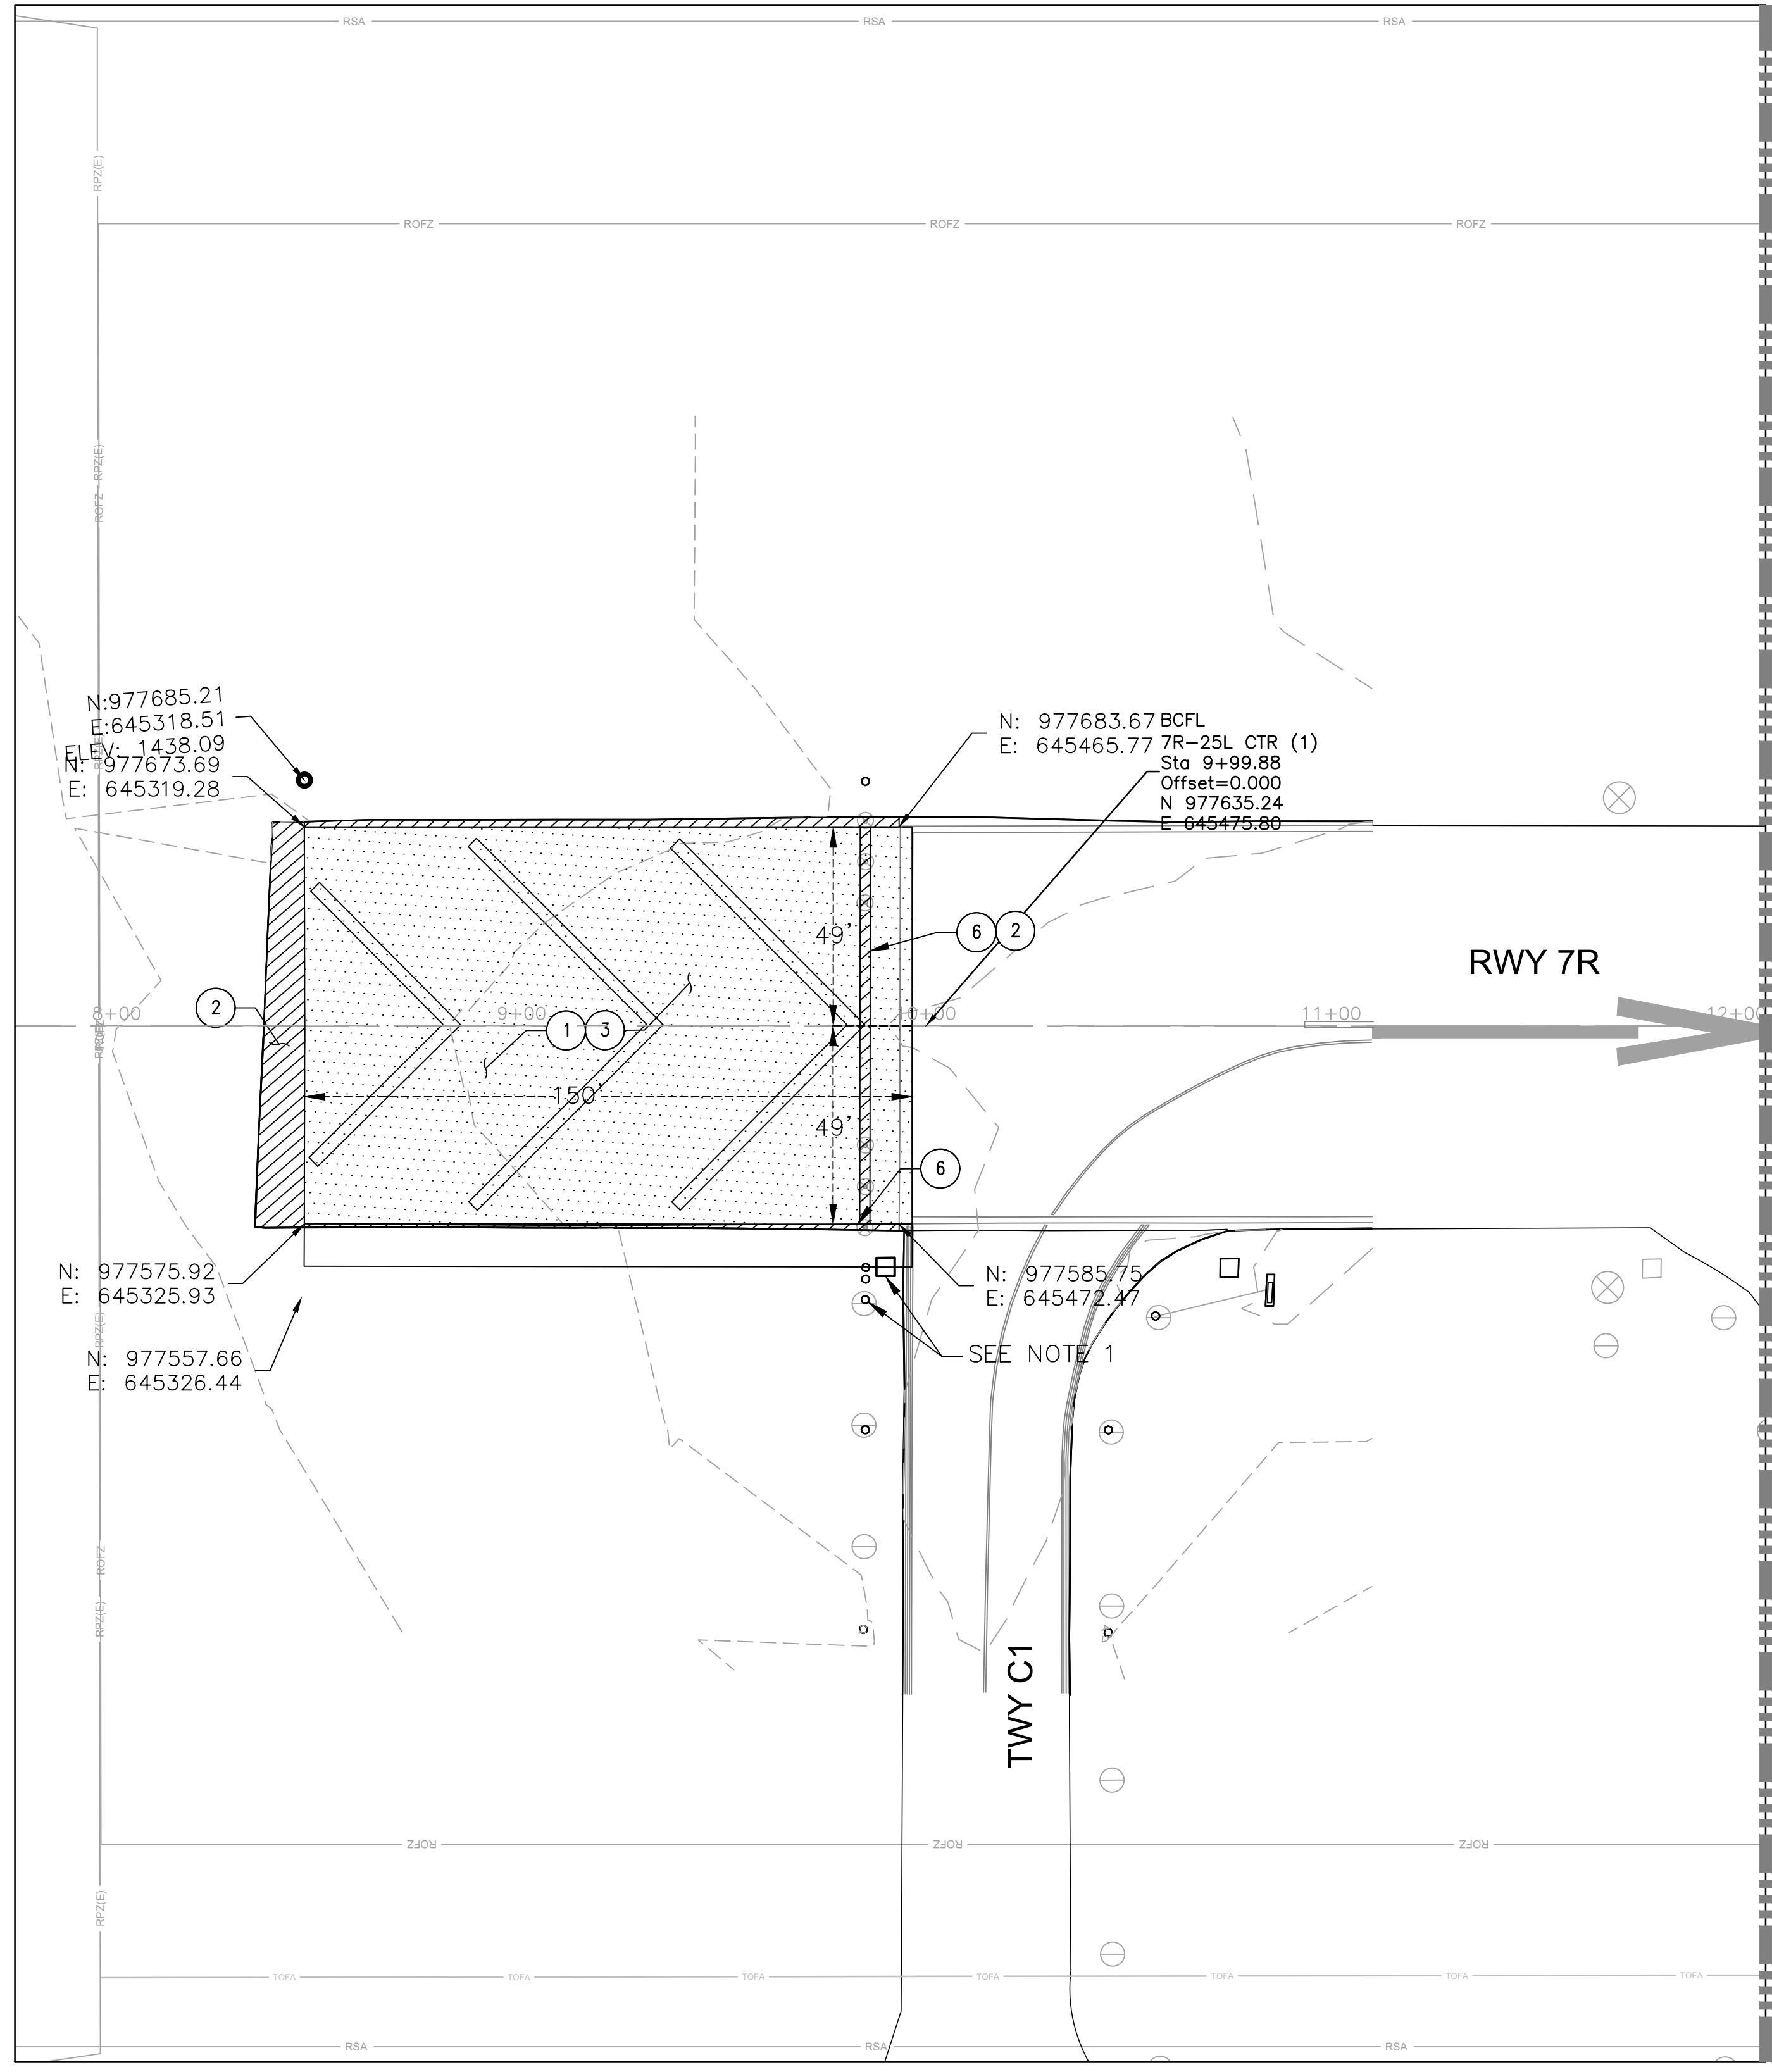 RSA RSA RSA
RPZ(E)
ROFZ ROFZ ROFZ
ROFZ - RPZ(E)
N:977685.21
E:645318.51
ELEV: 1438.09
N: 977673.69
E: 645319.28
N: 977683.67
E: 645465.77
BCFL
7R-25L CTR (1)
Sta 9+99.88
Offset=0.000
N 977635.24
E 645475.80
49'
6 2
RWY 7R
2
8+00 9+00 10+00 11+00 12+00
1 3
150'
49'
6
N: 977575.92
E: 645325.93
N: 977585.75
E: 645472.47
RPZ(E)
SEE NOTE 1
N: 977557.66
E: 645326.44
RPZ(E) - ROFZ
TWY C1
ROFZ ROFZ ROFZ
RPZ(E)
TOFA TOFA TOFA TOFA TOFA TOFA TOFA
RSA RSA RSA